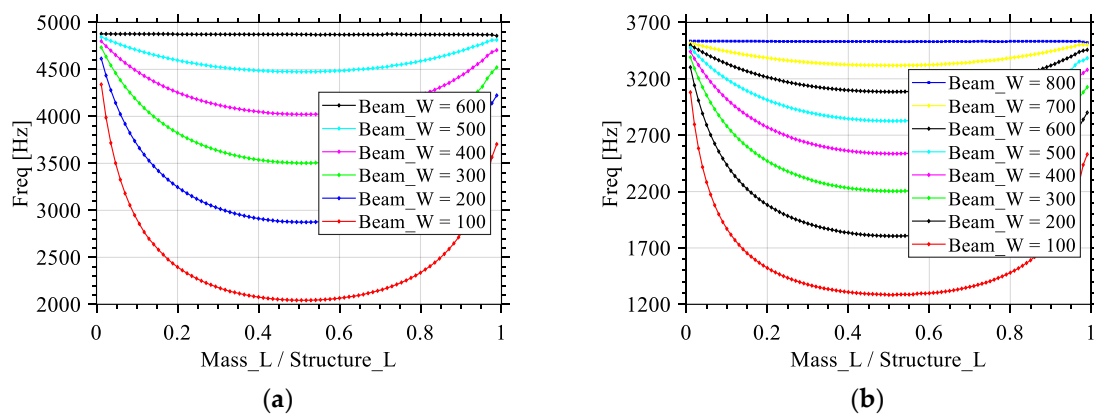 5000
4500
4000
3500
3000
2500
2000
Freq [Hz]
Beam_W = 600
Beam_W = 500
Beam_W = 400
Beam_W = 300
Beam_W = 200
Beam_W = 100
0 0.2 0.4 0.6 0.8 1
Mass_L / Structure_L
(a)
3700
3200
2700
2200
1700
1200
Freq [Hz]
Beam_W = 800
Beam_W = 700
Beam_W = 600
Beam_W = 500
Beam_W = 400
Beam_W = 300
Beam_W = 200
Beam_W = 100
0 0.2 0.4 0.6 0.8 1
Mass_L / Structure_L
(b)